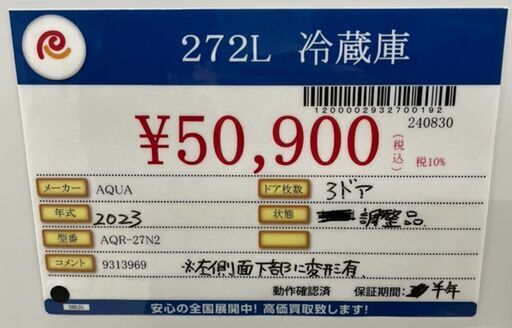 272L 冷蔵庫
1200002932700192
240830
¥50,900 (税込) 税10%
メーカー AQUA ドア枚数 3ドア
年式 2023 状態 調整品
型番 AQR-27N2
コメント 9313969 ※左側面下部に変形有
動作確認済 保証期間: 半年
安心の全国展開中! 高価買取致します!